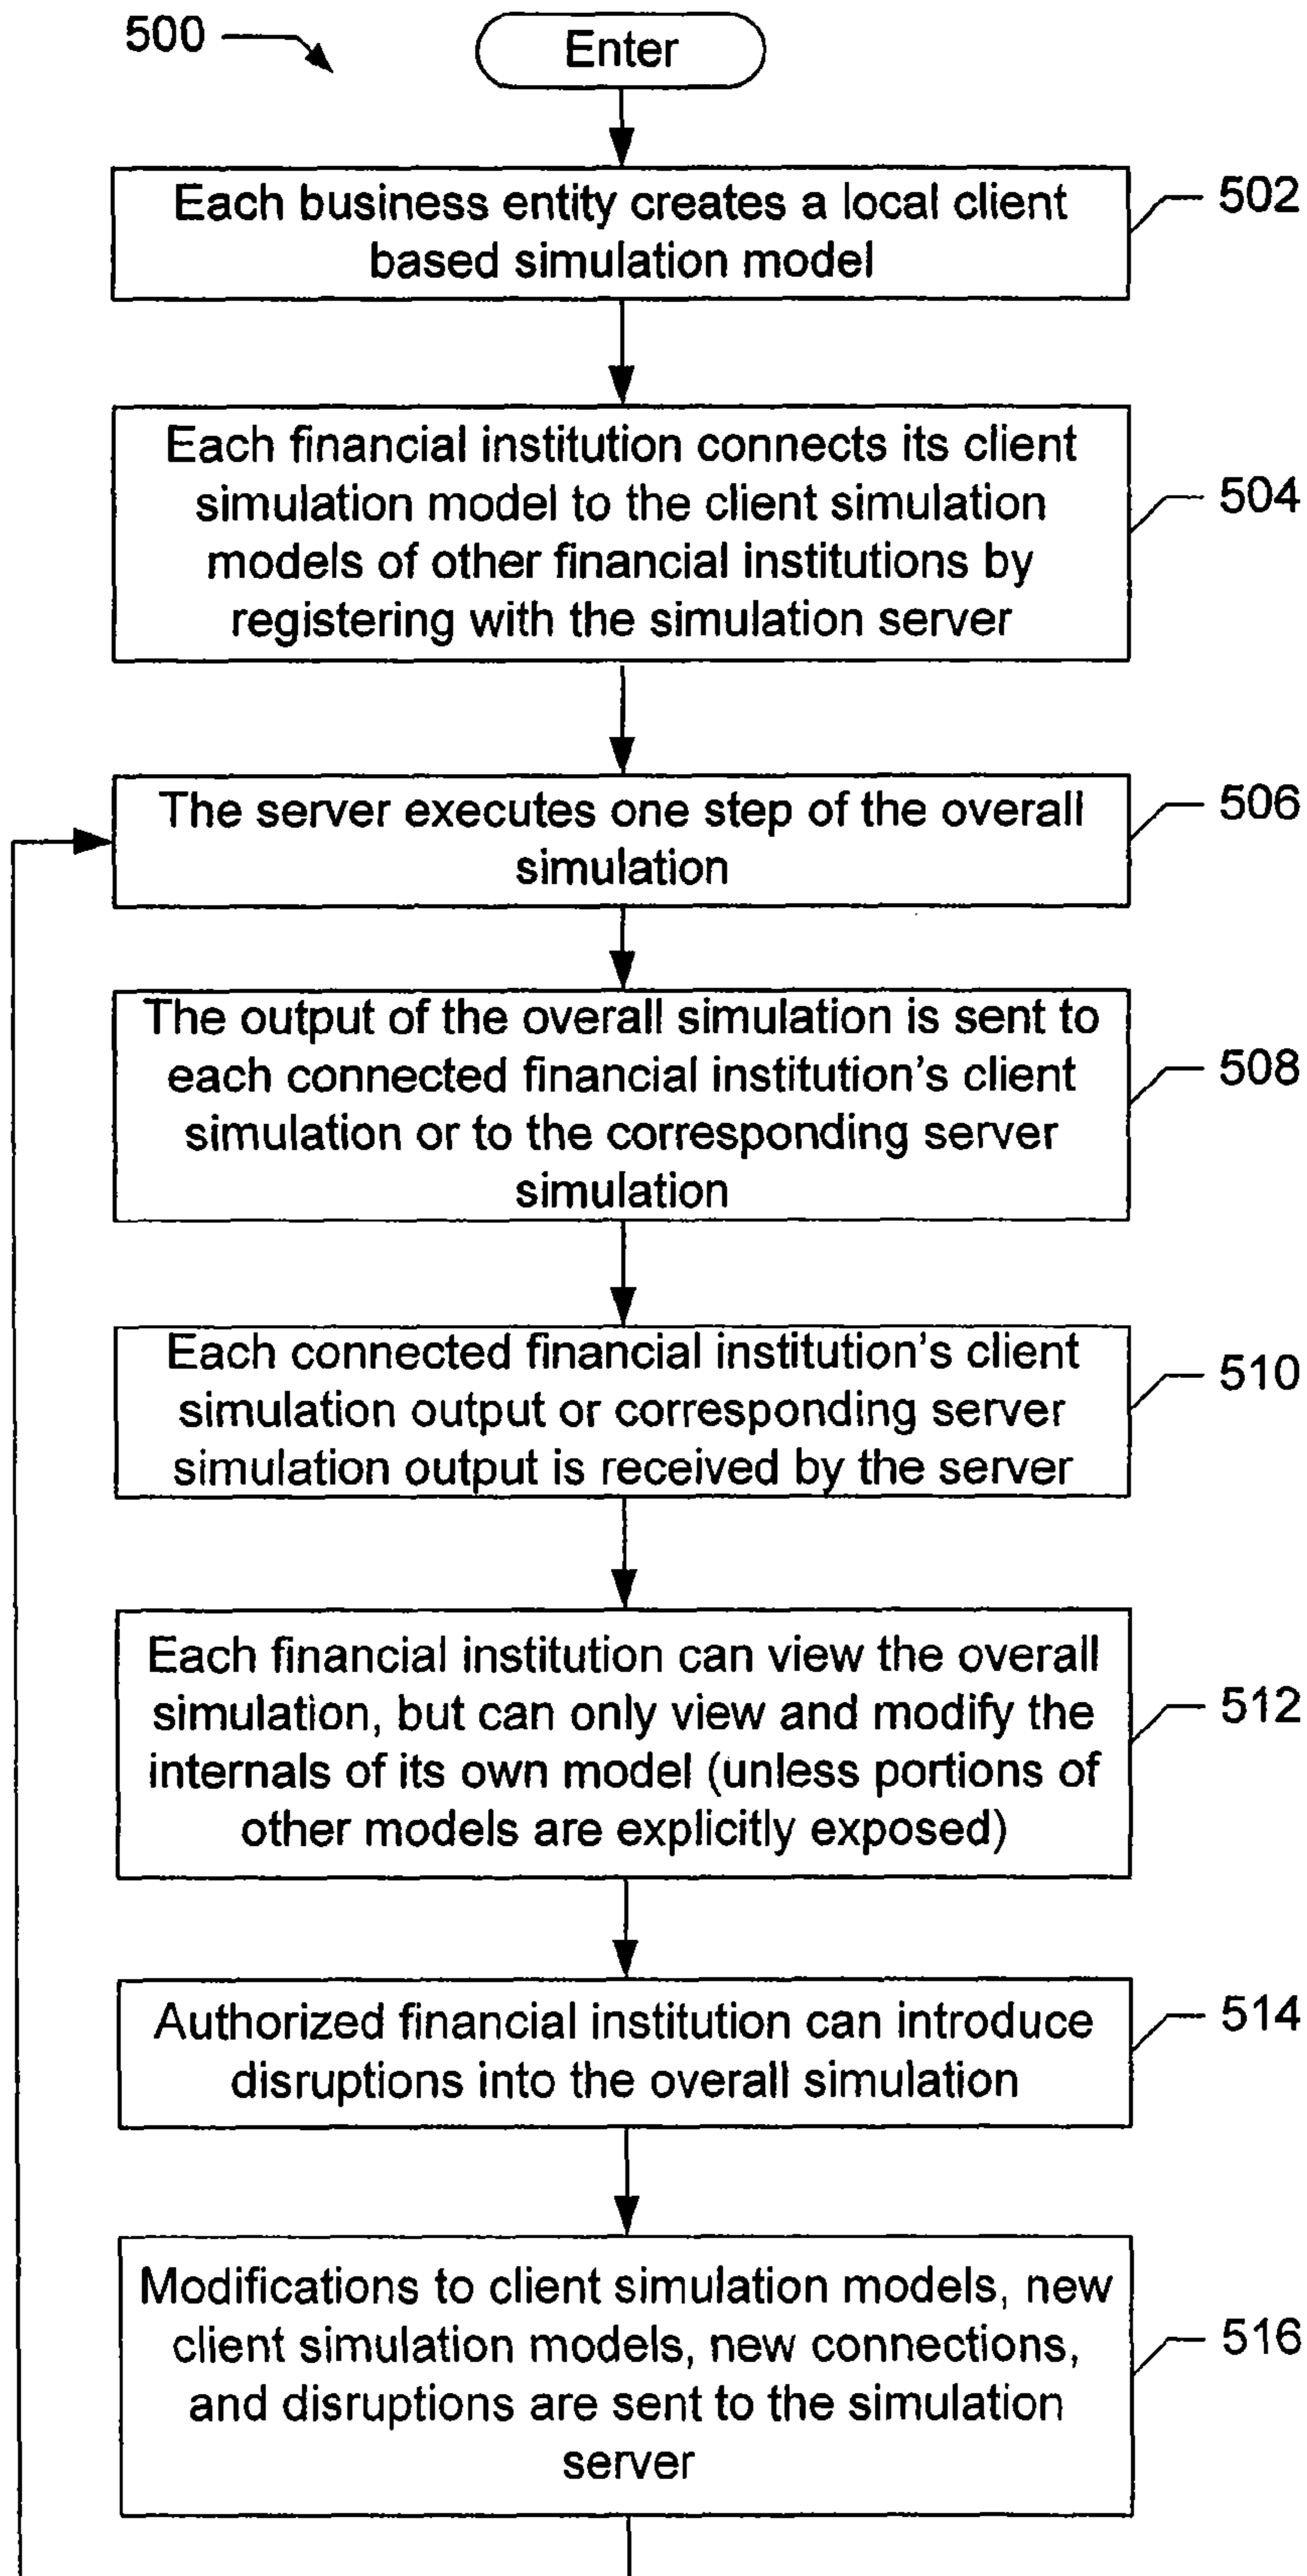 500
Enter
Each business entity creates a local client
based simulation model
502
Each financial institution connects its client
simulation model to the client simulation
models of other financial institutions by
registering with the simulation server
504
The server executes one step of the overall
simulation
506
The output of the overall simulation is sent to
each connected financial institution's client
simulation or to the corresponding server
simulation
508
Each connected financial institution's client
simulation output or corresponding server
simulation output is received by the server
510
Each financial institution can view the overall
simulation, but can only view and modify the
internals of its own model (unless portions of
other models are explicitly exposed)
512
Authorized financial institution can introduce
disruptions into the overall simulation
514
Modifications to client simulation models, new
client simulation models, new connections,
and disruptions are sent to the simulation
server
516